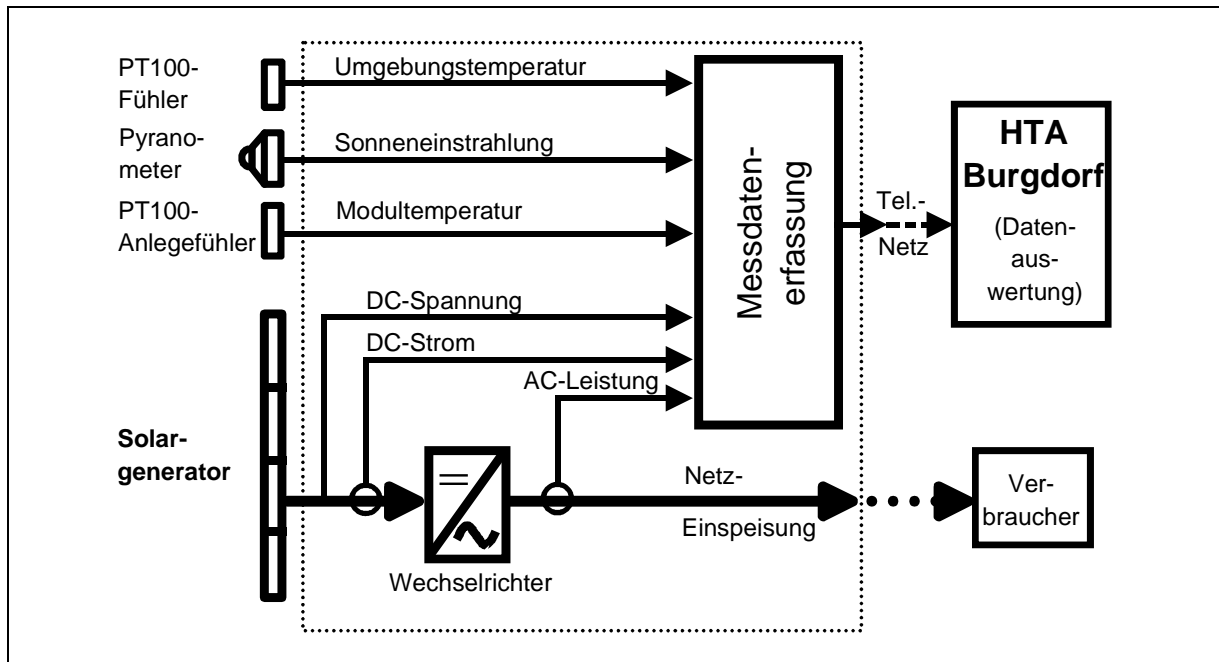 PT100-
Fühler
Umgebungstemperatur
Pyrano-
meter
Sonneneinstrahlung
PT100-
Anlegefühler
Modultemperatur
DC-Spannung
DC-Strom
AC-Leistung
Messdaten-
erfassung
Tel.-
Netz
HTA
Burgdorf
(Daten-
aus-
wertung)
Solar-
generator
Wechselrichter
Netz-
Einspeisung
Ver-
braucher